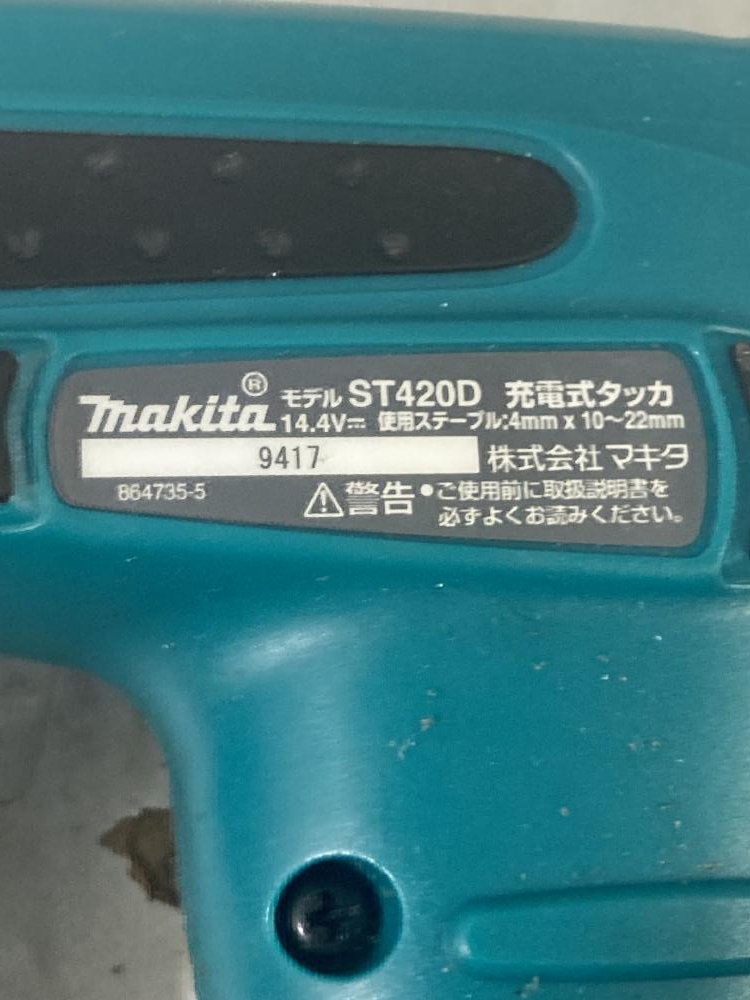 makita® モデル ST420D 充電式タッカ
14.4V⎓ 使用ステープル:4mm x 10～22mm
9417 株式会社マキタ
864735-5 ⚠警告 •ご使用前に取扱説明書を
必ずよくお読みください。